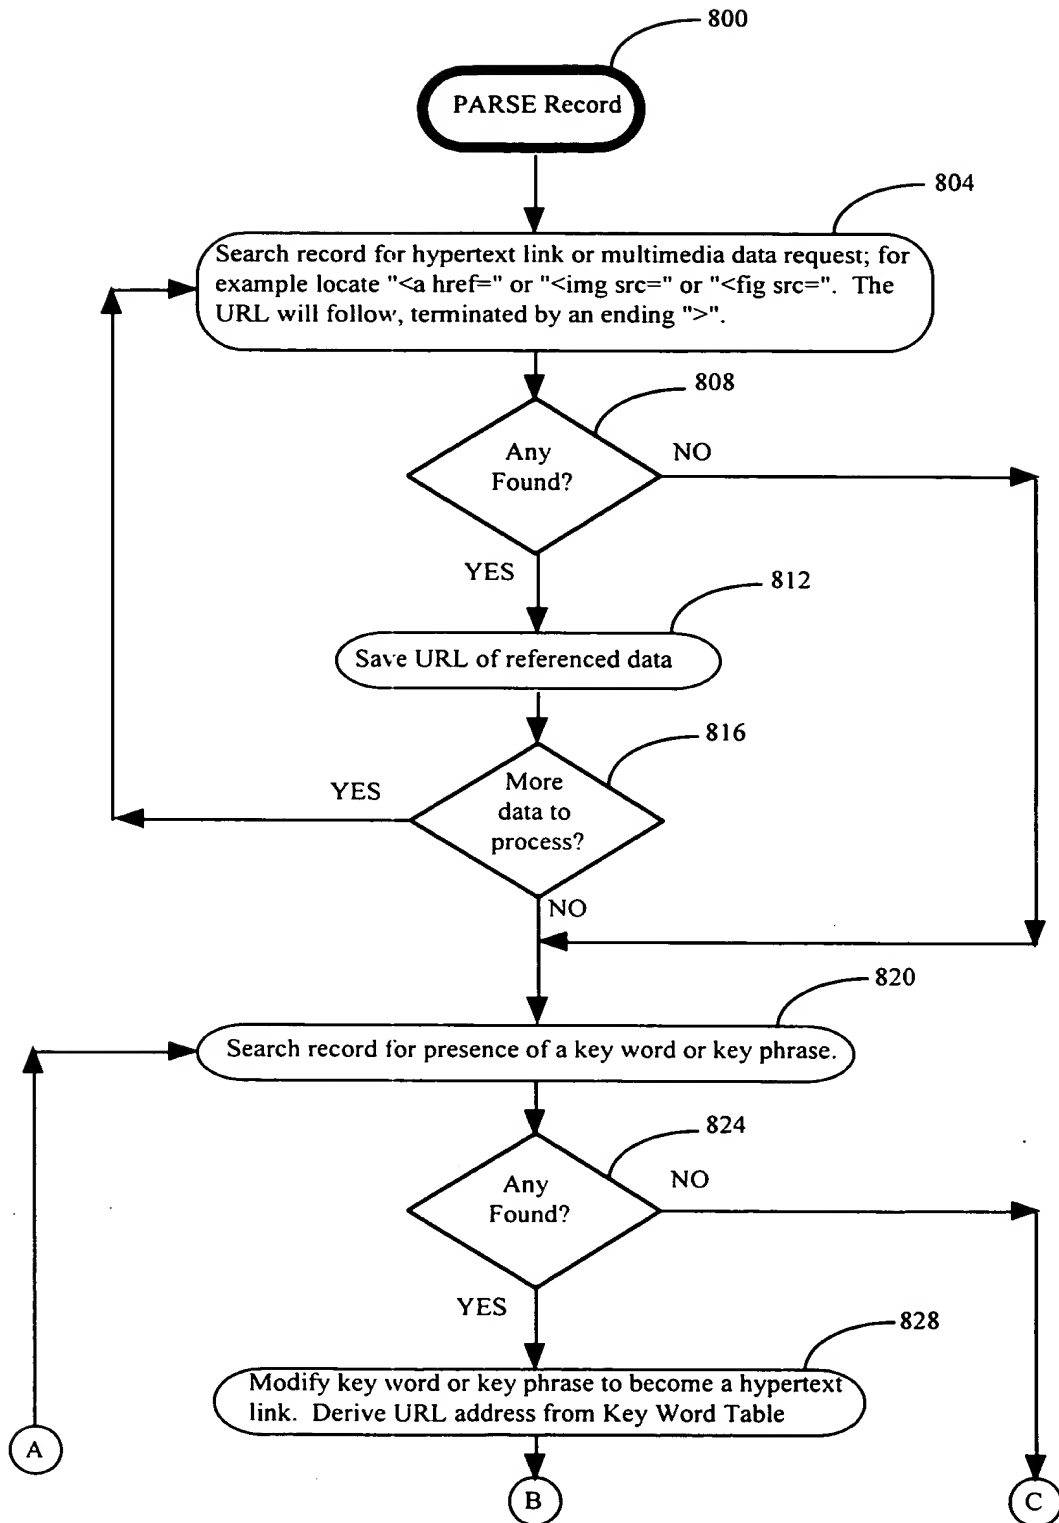 800
PARSE Record
804
Search record for hypertext link or multimedia data request; for
example locate "<a href=" or "<img src=" or "<fig src=".  The
URL will follow, terminated by an ending ">".
808
Any
Found?
NO
YES
812
Save URL of referenced data
816
More
data to
process?
YES
NO
820
Search record for presence of a key word or key phrase.
824
Any
Found?
NO
YES
828
Modify key word or key phrase to become a hypertext
link.  Derive URL address from Key Word Table
A
B
C